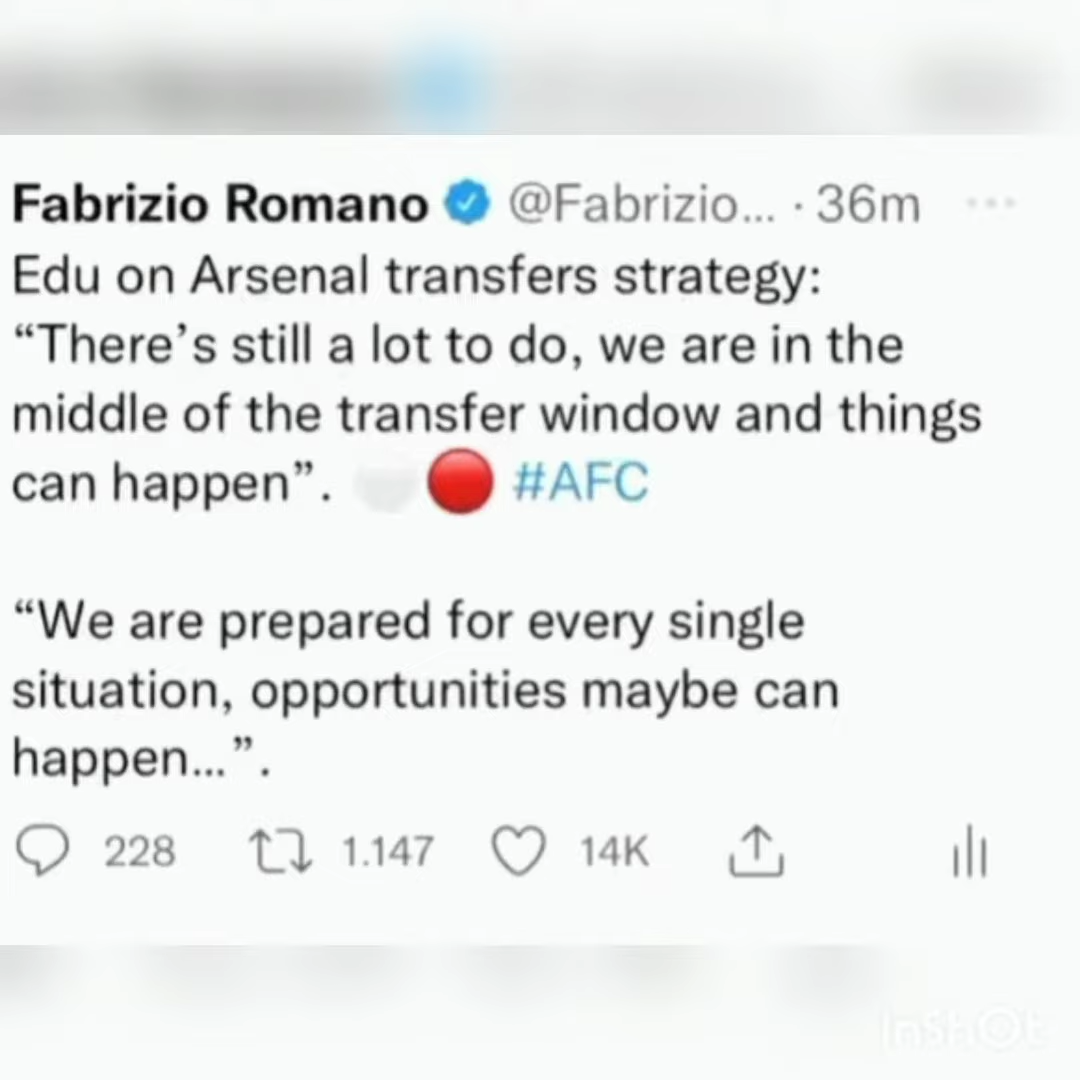 Fabrizio Romano @Fabrizio... · 36m
Edu on Arsenal transfers strategy:
“There’s still a lot to do, we are in the
middle of the transfer window and things
can happen”. 🤍🔴 #AFC
“We are prepared for every single
situation, opportunities maybe can
happen...”.
228 1.147 14K
InShOt